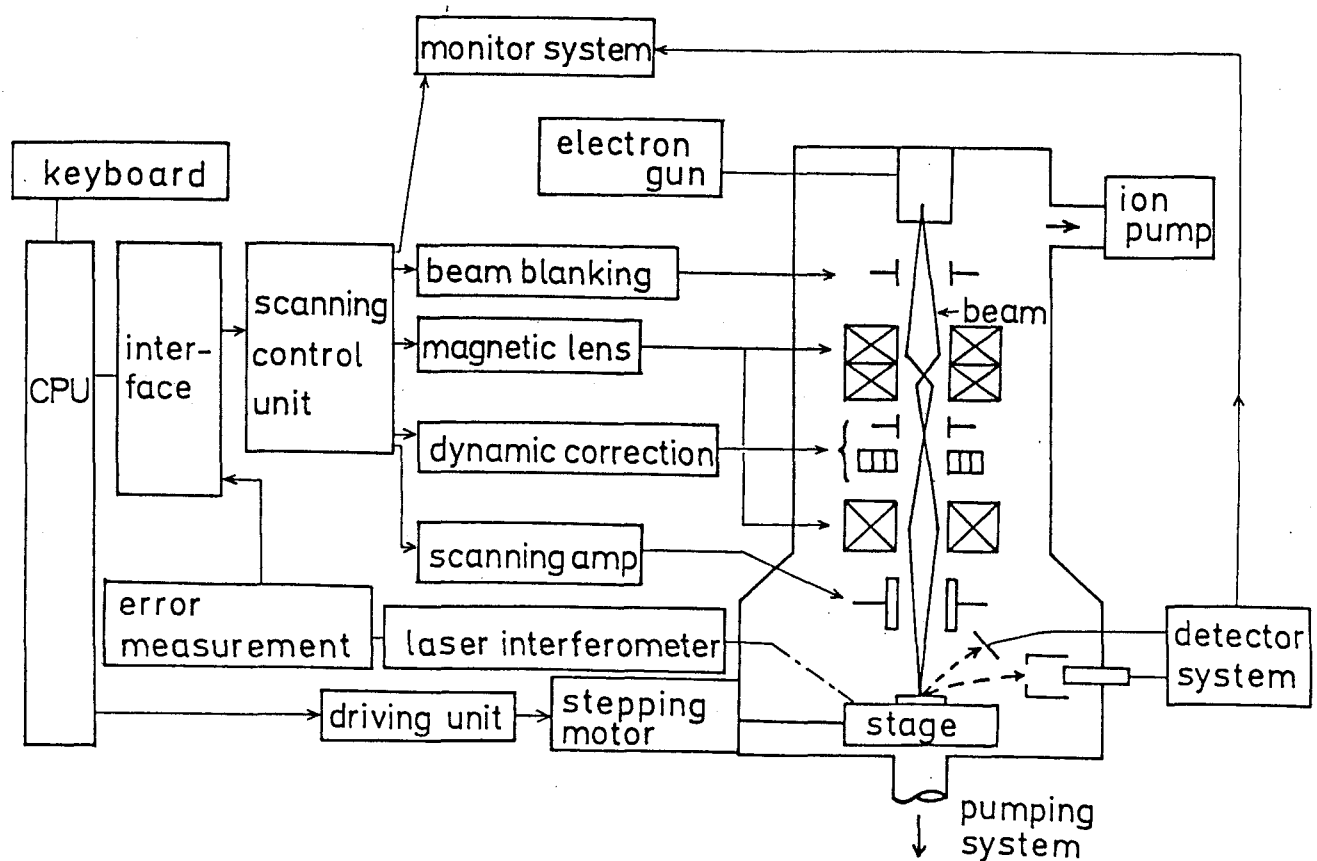 monitor system
electron
gun
keyboard
ion
pump
beam blanking
scanning
control
unit
beam
inter-
face
magnetic lens
CPU
dynamic correction
scanning amp
error
measurement
laser interferometer
detector
system
driving unit
stepping
motor
stage
pumping
system